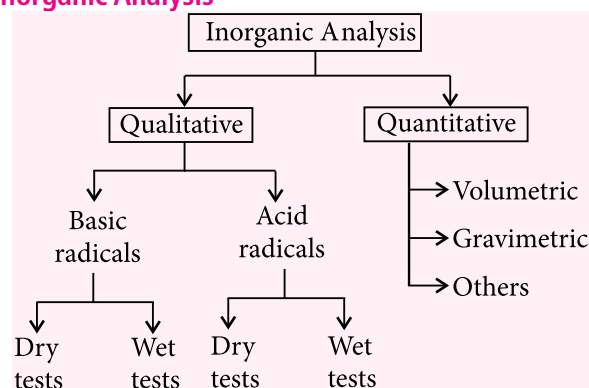 Inorganic Analysis
Inorganic Analysis
Qualitative
Quantitative
Basic
radicals
Acid
radicals
Volumetric
Gravimetric
Others
Dry
tests
Wet
tests
Dry
tests
Wet
tests